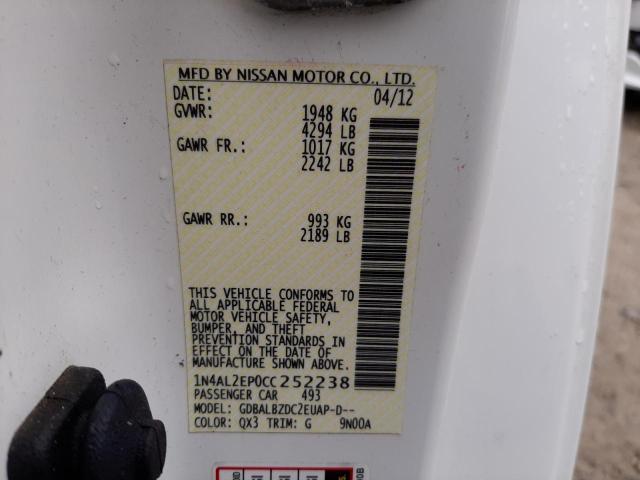 MFD BY NISSAN MOTOR CO., LTD.
DATE: 04/12
GVWR: 1948 KG
4294 LB
GAWR FR.: 1017 KG
2242 LB
GAWR RR.: 993 KG
2189 LB
THIS VEHICLE CONFORMS TO
ALL APPLICABLE FEDERAL
MOTOR VEHICLE SAFETY,
BUMPER, AND THEFT
PREVENTION STANDARDS IN
EFFECT ON THE DATE OF
MANUFACTURE SHOWN ABOVE.
1N4AL2EP0CC252238
PASSENGER CAR 493
MODEL: GDBALBZDC2EUAP-D--
COLOR: QX3 TRIM: G 9N00A